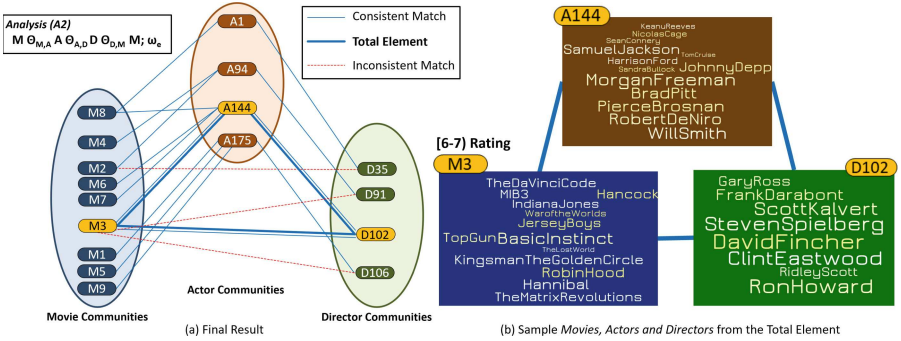 Analysis (A2)
M Θ_{M,A} A Θ_{A,D} D Θ_{D,M} M; ω_e
Consistent Match
Total Element
Inconsistent Match
A1
A94
A144
A175
M8
M4
M2
M6
M7
M3
M1
M5
M9
D35
D91
D102
D106
Movie Communities
Actor Communities
Director Communities
(a) Final Result
A144
KeanuReeves
NicolasCage
SeanConnery
SamuelJackson
TomCruise
HarrisonFord
SandraBullock
JohnnyDepp
MorganFreeman
BradPitt
PierceBrosnan
RobertDeNiro
WillSmith
[6-7) Rating
M3
TheDaVinciCode
MIB3
Hancock
IndianaJones
WaroftheWorlds
JerseyBoys
TopGun
BasicInstinct
TheLostWorld
KingsmanTheGoldenCircle
RobinHood
Hannibal
TheMatrixRevolutions
D102
GaryRoss
FrankDarabont
ScottKalvert
StevenSpielberg
DavidFincher
ClintEastwood
RidleyScott
RonHoward
(b) Sample Movies, Actors and Directors from the Total Element